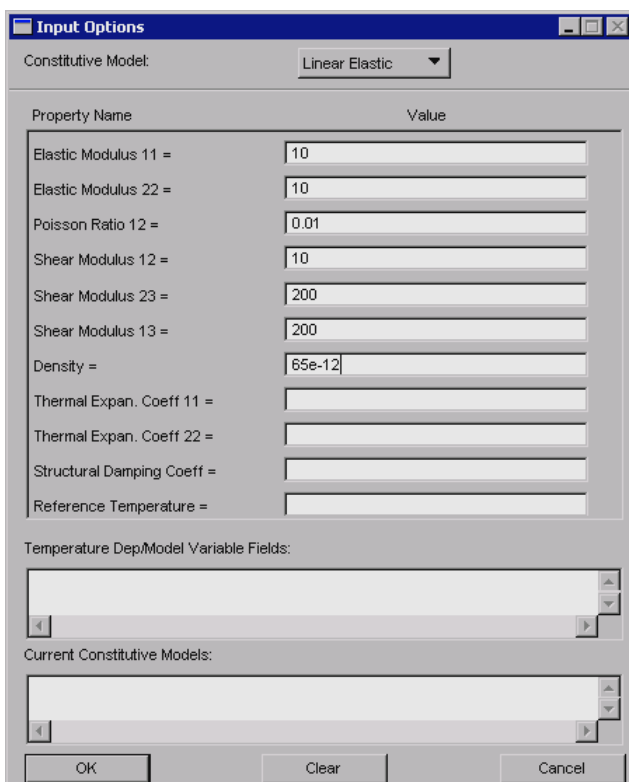 Input Options
Constitutive Model: Linear Elastic
Property Name Value
Elastic Modulus 11 = 10
Elastic Modulus 22 = 10
Poisson Ratio 12 = 0.01
Shear Modulus 12 = 10
Shear Modulus 23 = 200
Shear Modulus 13 = 200
Density = 65e-12
Thermal Expan. Coeff 11 =
Thermal Expan. Coeff 22 =
Structural Damping Coeff =
Reference Temperature =
Temperature Dep/Model Variable Fields:
Current Constitutive Models:
OK Clear Cancel